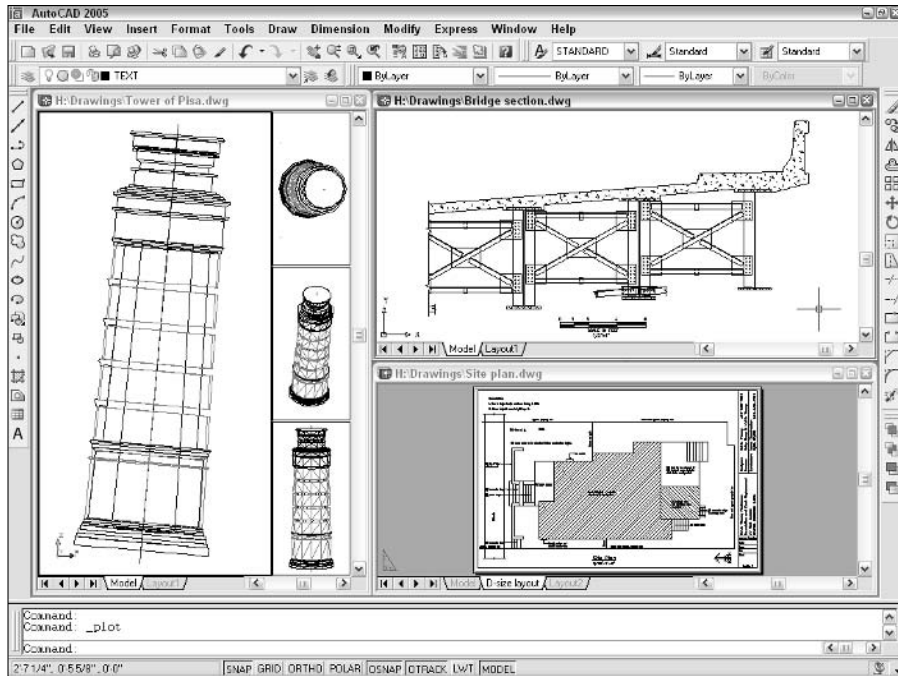 AutoCAD 2005
File Edit View Insert Format Tools Draw Dimension Modify Express Window Help
STANDARD Standard Standard
TEXT ByLayer ByLayer ByLayer ByColor
H:\Drawings\Tower of Pisa.dwg
H:\Drawings\Bridge section.dwg
Y
X
Model Layout1
H:\Drawings\Site plan.dwg
Site Plan
A
Model Layout1
Model D-size layout Layout2
Command:
Command: _plot
Command:
2'7 1/4", 0'5 5/8", 0'0" SNAP GRID ORTHO POLAR OSNAP OTRACK LWT MODEL